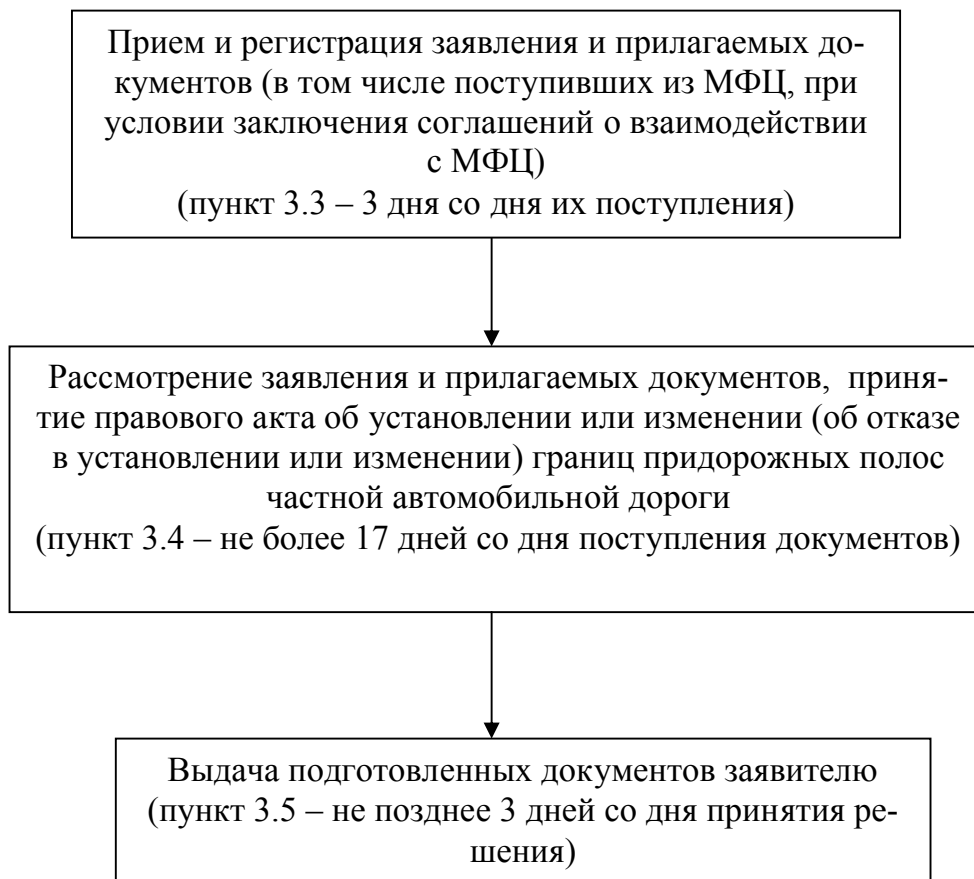 Прием и регистрация заявления и прилагаемых до-
кументов (в том числе поступивших из МФЦ, при
условии заключения соглашений о взаимодействии
с МФЦ)
(пункт 3.3 – 3 дня со дня их поступления)
Рассмотрение заявления и прилагаемых документов, приня-
тие правового акта об установлении или изменении (об отказе
в установлении или изменении) границ придорожных полос
частной автомобильной дороги
(пункт 3.4 – не более 17 дней со дня поступления документов)
Выдача подготовленных документов заявителю
(пункт 3.5 – не позднее 3 дней со дня принятия ре-
шения)